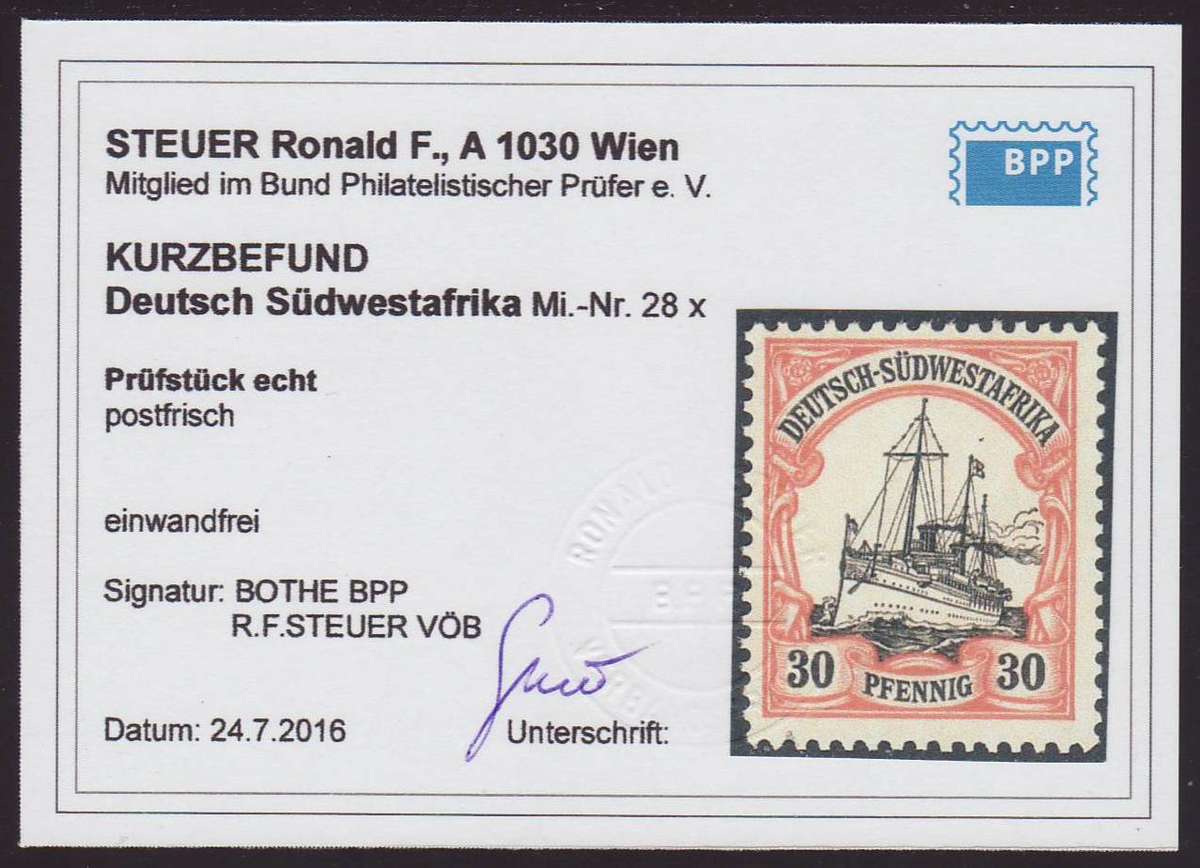 STEUER Ronald F., A 1030 Wien
Mitglied im Bund Philatelistischer Prüfer e. V.
BPP
KURZBEFUND
Deutsch Südwestafrika Mi.-Nr. 28 x
Prüfstück echt
postfrisch
einwandfrei
Signatur: BOTHE BPP
R.F.STEUER VÖB
Datum: 24.7.2016
Unterschrift:
RONALD
DEUTSCH-SÜDWESTAFRIKA
30 PFENNIG 30